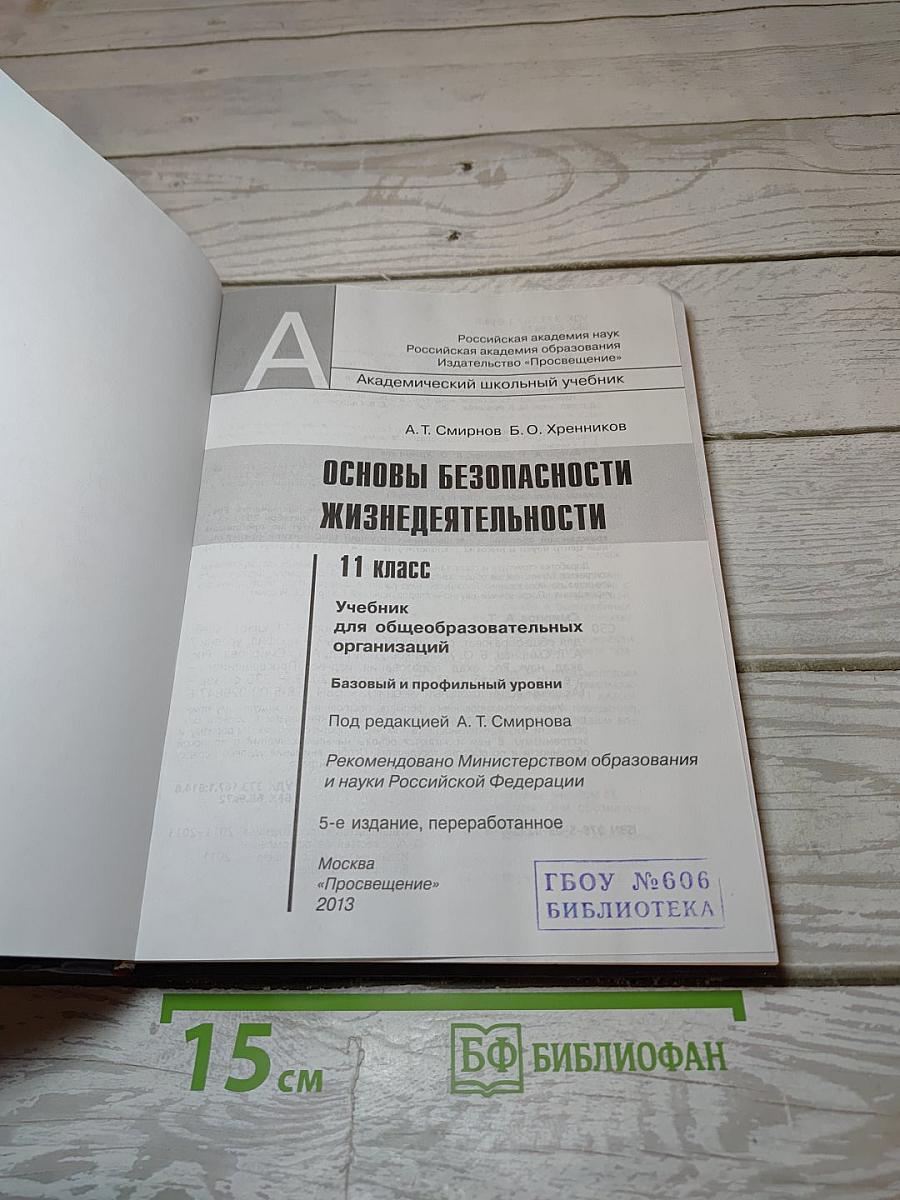 А
Российская академия наук
Российская академия образования
Издательство «Просвещение»
Академический школьный учебник
А. Т. Смирнов Б. О. Хренников
ОСНОВЫ БЕЗОПАСНОСТИ
ЖИЗНЕДЕЯТЕЛЬНОСТИ
11 класс
Учебник
для общеобразовательных
организаций
Базовый и профильный уровни
Под редакцией А. Т. Смирнова
Рекомендовано Министерством образования
и науки Российской Федерации
5-е издание, переработанное
Москва
«Просвещение»
2013
ГБОУ №606
БИБЛИОТЕКА
15 см
БФ БИБЛИОФАН